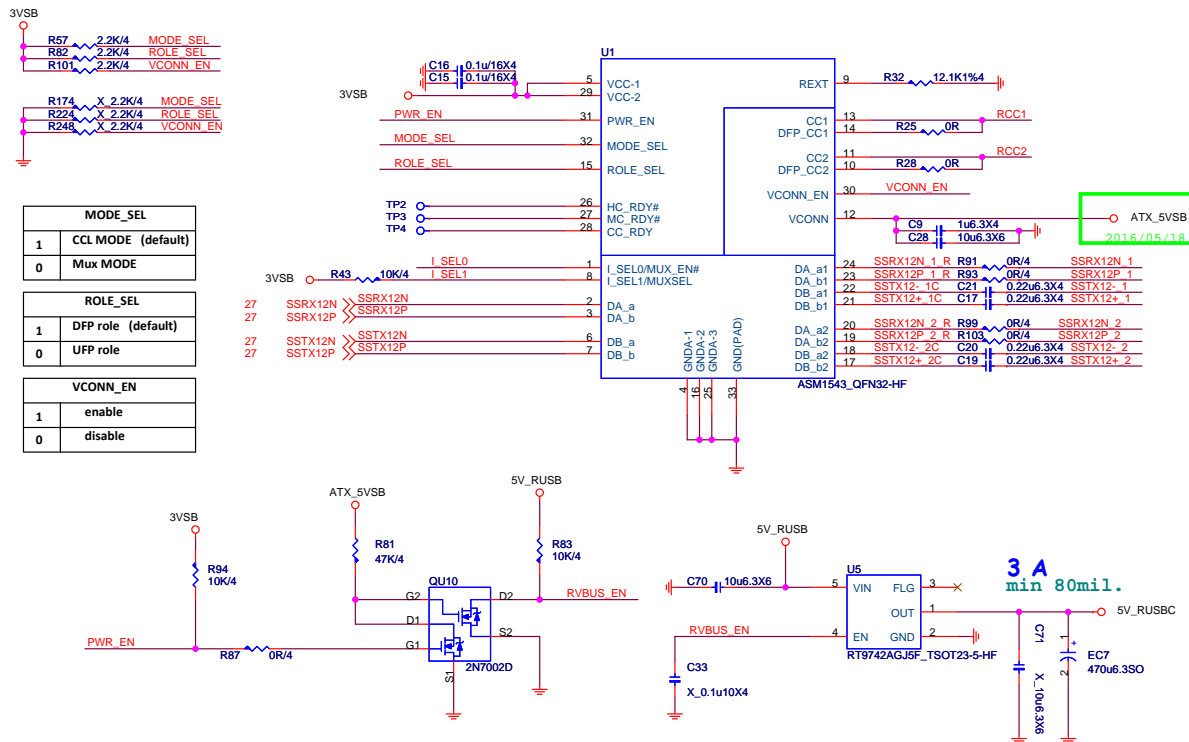 3VSB
R57 2.2K/4 MODE_SEL
R82 2.2K/4 ROLE_SEL
R101 2.2K/4 VCONN_EN
R174 X_2.2K/4 MODE_SEL
R224 X_2.2K/4 ROLE_SEL
R248 X_2.2K/4 VCONN_EN
MODE_SEL
1 CCL MODE (default)
0 Mux MODE
ROLE_SEL
1 DFP role (default)
0 UFP role
VCONN_EN
1 enable
0 disable
U1
C16 0.1u/16X4
C15 0.1u/16X4
3VSB
5 VCC-1
29 VCC-2
PWR_EN 31 PWR_EN
MODE_SEL 32 MODE_SEL
ROLE_SEL 15 ROLE_SEL
TP2 26 HC_RDY#
TP3 27 MC_RDY#
TP4 28 CC_RDY
I_SEL0 1 I_SEL0/MUX_EN#
3VSB R43 10K/4 I_SEL1 8 I_SEL1/MUXSEL
27 SSRX12N SSRX12N 2 DA_a
27 SSRX12P SSRX12P 3 DA_b
27 SSTX12N SSTX12N 6 DB_a
27 SSTX12P SSTX12P 7 DB_b
REXT 9 R32 12.1K1%4
CC1 13 RCC1
DFP_CC1 14 R25 0R
CC2 11 RCC2
DFP_CC2 10 R28 0R
VCONN_EN 30 VCONN_EN
VCONN 12 ATX_5VSB
C9 1u6.3X4
C28 10u6.3X6
2016/05/18
DA_a1 24 SSRX12N_1_R R91 0R/4 SSRX12N_1
DA_b1 23 SSRX12P_1_R R93 0R/4 SSRX12P_1
DB_a1 22 SSTX12-_1C C21 0.22u6.3X4 SSTX12-_1
DB_b1 21 SSTX12+_1C C17 0.22u6.3X4 SSTX12+_1
DA_a2 20 SSRX12N_2_R R99 0R/4 SSRX12N_2
DA_b2 19 SSRX12P_2_R R103 0R/4 SSRX12P_2
DB_a2 18 SSTX12-_2C C20 0.22u6.3X4 SSTX12-_2
DB_b2 17 SSTX12+_2C C19 0.22u6.3X4 SSTX12+_2
GNDA-1 GNDA-2 GNDA-3 GND(PAD)
4 16 25 33
ASM1543_QFN32-HF
3VSB
R94
10K/4
PWR_EN
R87 0R/4
ATX_5VSB
R81
47K/4
5V_RUSB
R83
10K/4
QU10
G2 D2 RVBUS_EN
D1 S2
G1
S1
2N7002D
5V_RUSB
C70 10u6.3X6
RVBUS_EN
C33
X_0.1u10X4
U5
5 VIN FLG 3
OUT 1
4 EN GND 2
RT9742AGJ5F_TSOT23-5-HF
3 A
min 80mil.
5V_RUSBC
C71
X_10u6.3X6
1
+
2
EC7
470u6.3SO